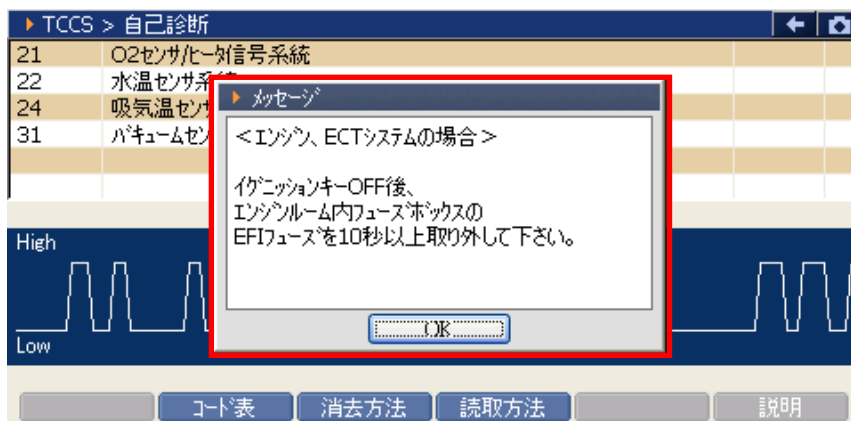 TCCS > 自己診断
21 O2センサ/ヒータ信号系統
22 水温センサ系統
24 吸気温センサ
31 バキュームセン
メッセージ
＜エンジン、ECTシステムの場合＞
イグニッションキーOFF後、
エンジンルーム内フューズボックスの
EFIフューズを10秒以上取り外して下さい。
OK
High
Low
コード表 消去方法 読取方法 説明